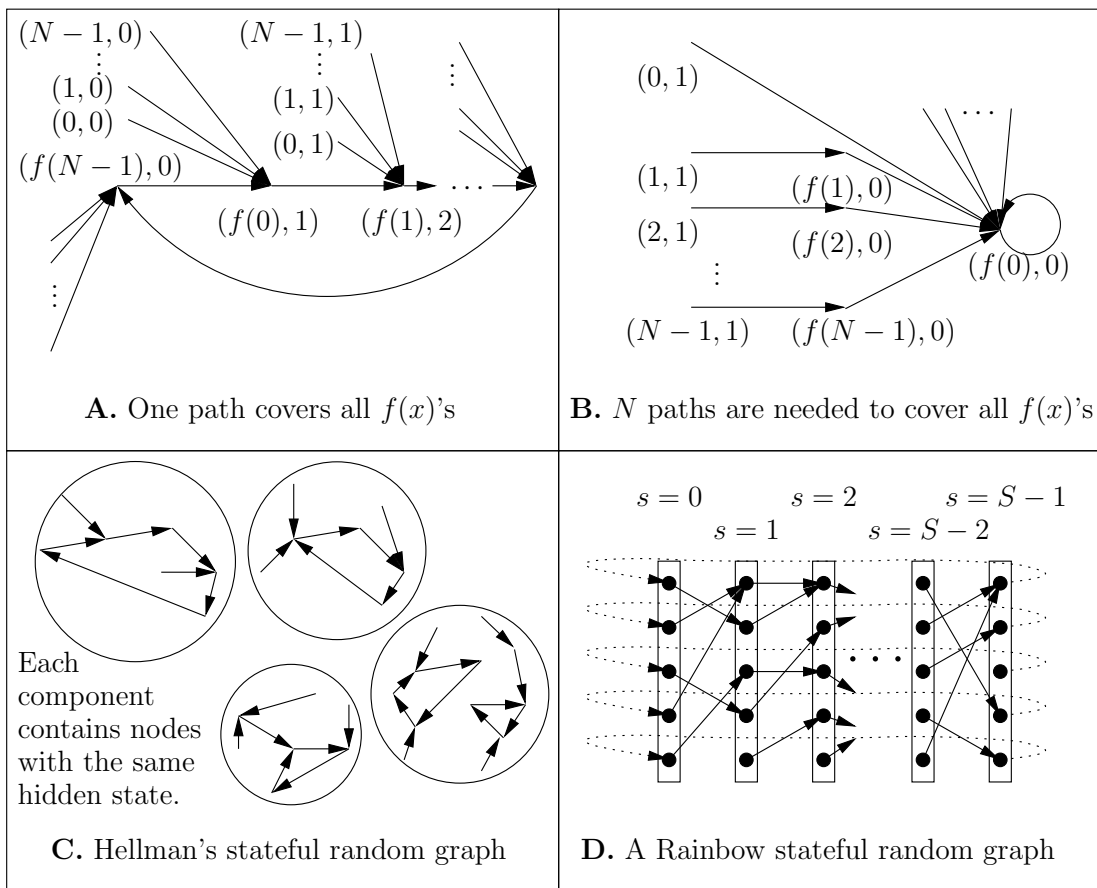 (N − 1, 0)
(N − 1, 1)
⋮
⋮
⋮
(1, 0)
(1, 1)
(0, 0)
(0, 1)
(f(N − 1), 0)
(f(0), 1)
(f(1), 2)
· · ·
⋮
A. One path covers all f(x)'s
(0, 1)
· · ·
(1, 1)
(f(1), 0)
(2, 1)
(f(2), 0)
(f(0), 0)
⋮
(N − 1, 1)
(f(N − 1), 0)
B. N paths are needed to cover all f(x)'s
Each
component
contains nodes
with the same
hidden state.
C. Hellman's stateful random graph
s = 0
s = 2
s = S − 1
s = 1
s = S − 2
· · ·
D. A Rainbow stateful random graph